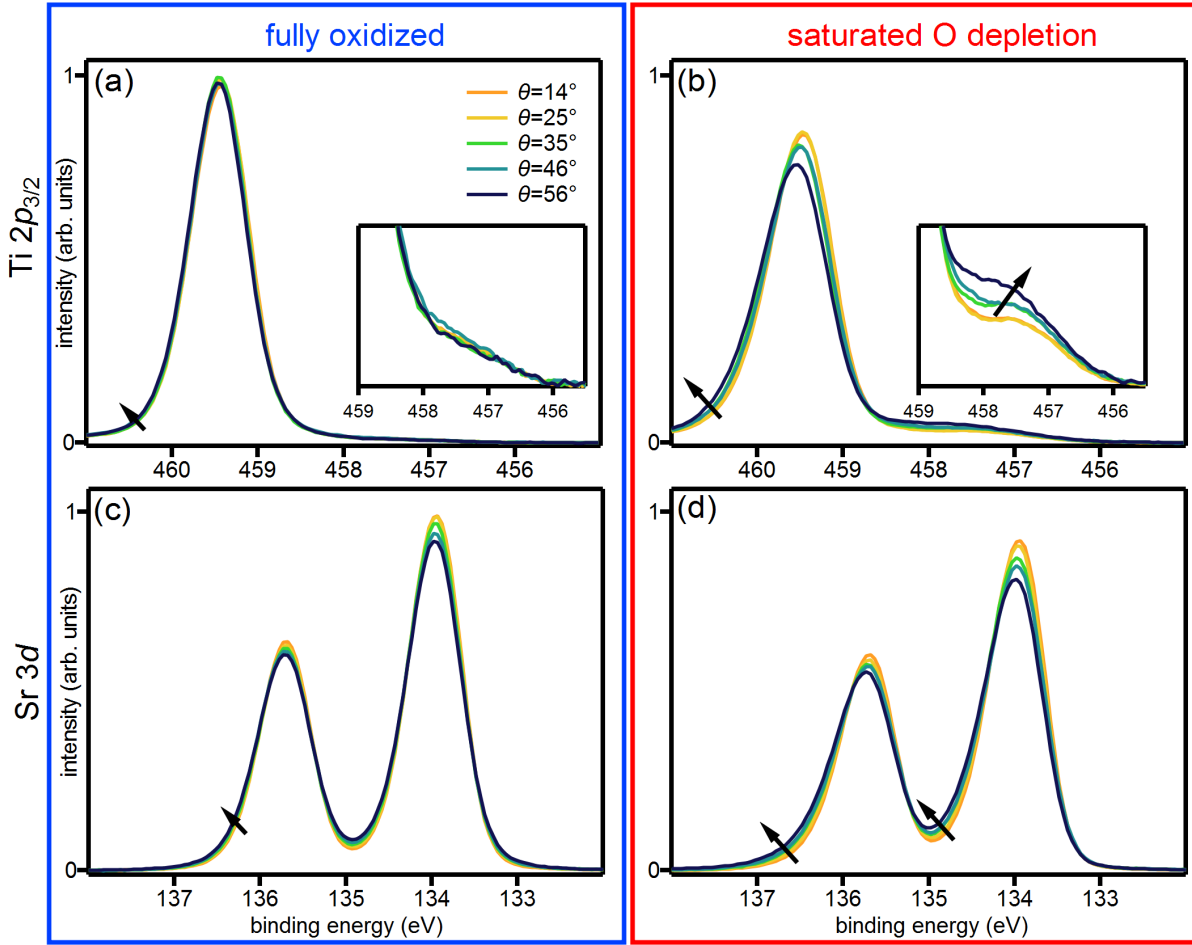 fully oxidized
saturated O depletion
Ti 2p3/2
intensity (arb. units)
1
0
(a)
θ=14°
θ=25°
θ=35°
θ=46°
θ=56°
459 458 457 456
460 459 458 457 456
1
0
(b)
459 458 457 456
460 459 458 457 456
Sr 3d
intensity (arb. units)
1
0
(c)
137 136 135 134 133
binding energy (eV)
1
0
(d)
137 136 135 134 133
binding energy (eV)